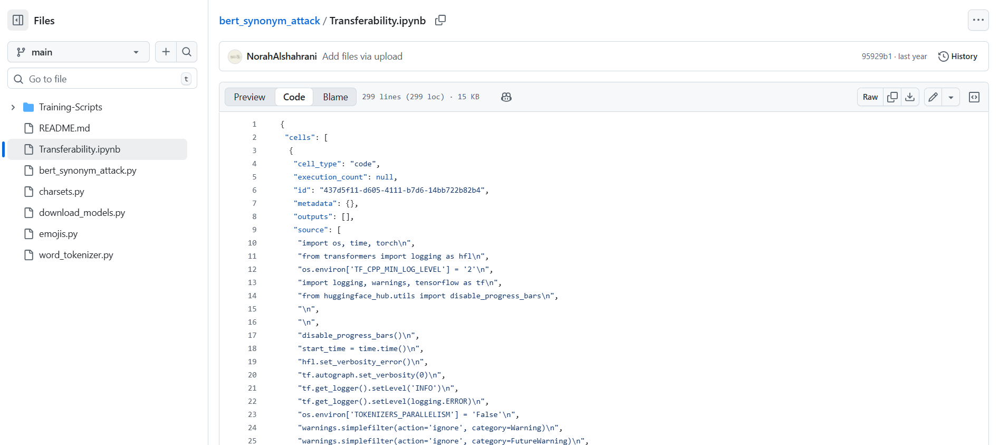 Files
main
Go to file
t
Training-Scripts
README.md
Transferability.ipynb
bert_synonym_attack.py
charsets.py
download_models.py
emojis.py
word_tokenizer.py
bert_synonym_attack / Transferability.ipynb
NorahAlshahrani Add files via upload
95929b1 · last year
History
Preview Code Blame 299 lines (299 loc) · 15 KB
Raw
1 {
2 "cells": [
3 {
4 "cell_type": "code",
5 "execution_count": null,
6 "id": "437d5f11-d605-4111-b7d6-14bb722b82b4",
7 "metadata": {},
8 "outputs": [],
9 "source": [
10 "import os, time, torch\n",
11 "from transformers import logging as hfl\n",
12 "os.environ['TF_CPP_MIN_LOG_LEVEL'] = '2'\n",
13 "import logging, warnings, tensorflow as tf\n",
14 "from huggingface_hub.utils import disable_progress_bars\n",
15 "\n",
16 "\n",
17 "disable_progress_bars()\n",
18 "start_time = time.time()\n",
19 "hfl.set_verbosity_error()\n",
20 "tf.autograph.set_verbosity(0)\n",
21 "tf.get_logger().setLevel('INFO')\n",
22 "tf.get_logger().setLevel(logging.ERROR)\n",
23 "os.environ['TOKENIZERS_PARALLELISM'] = 'False'\n",
24 "warnings.simplefilter(action='ignore', category=Warning)\n",
25 "warnings.simplefilter(action='ignore', category=FutureWarning)\n",